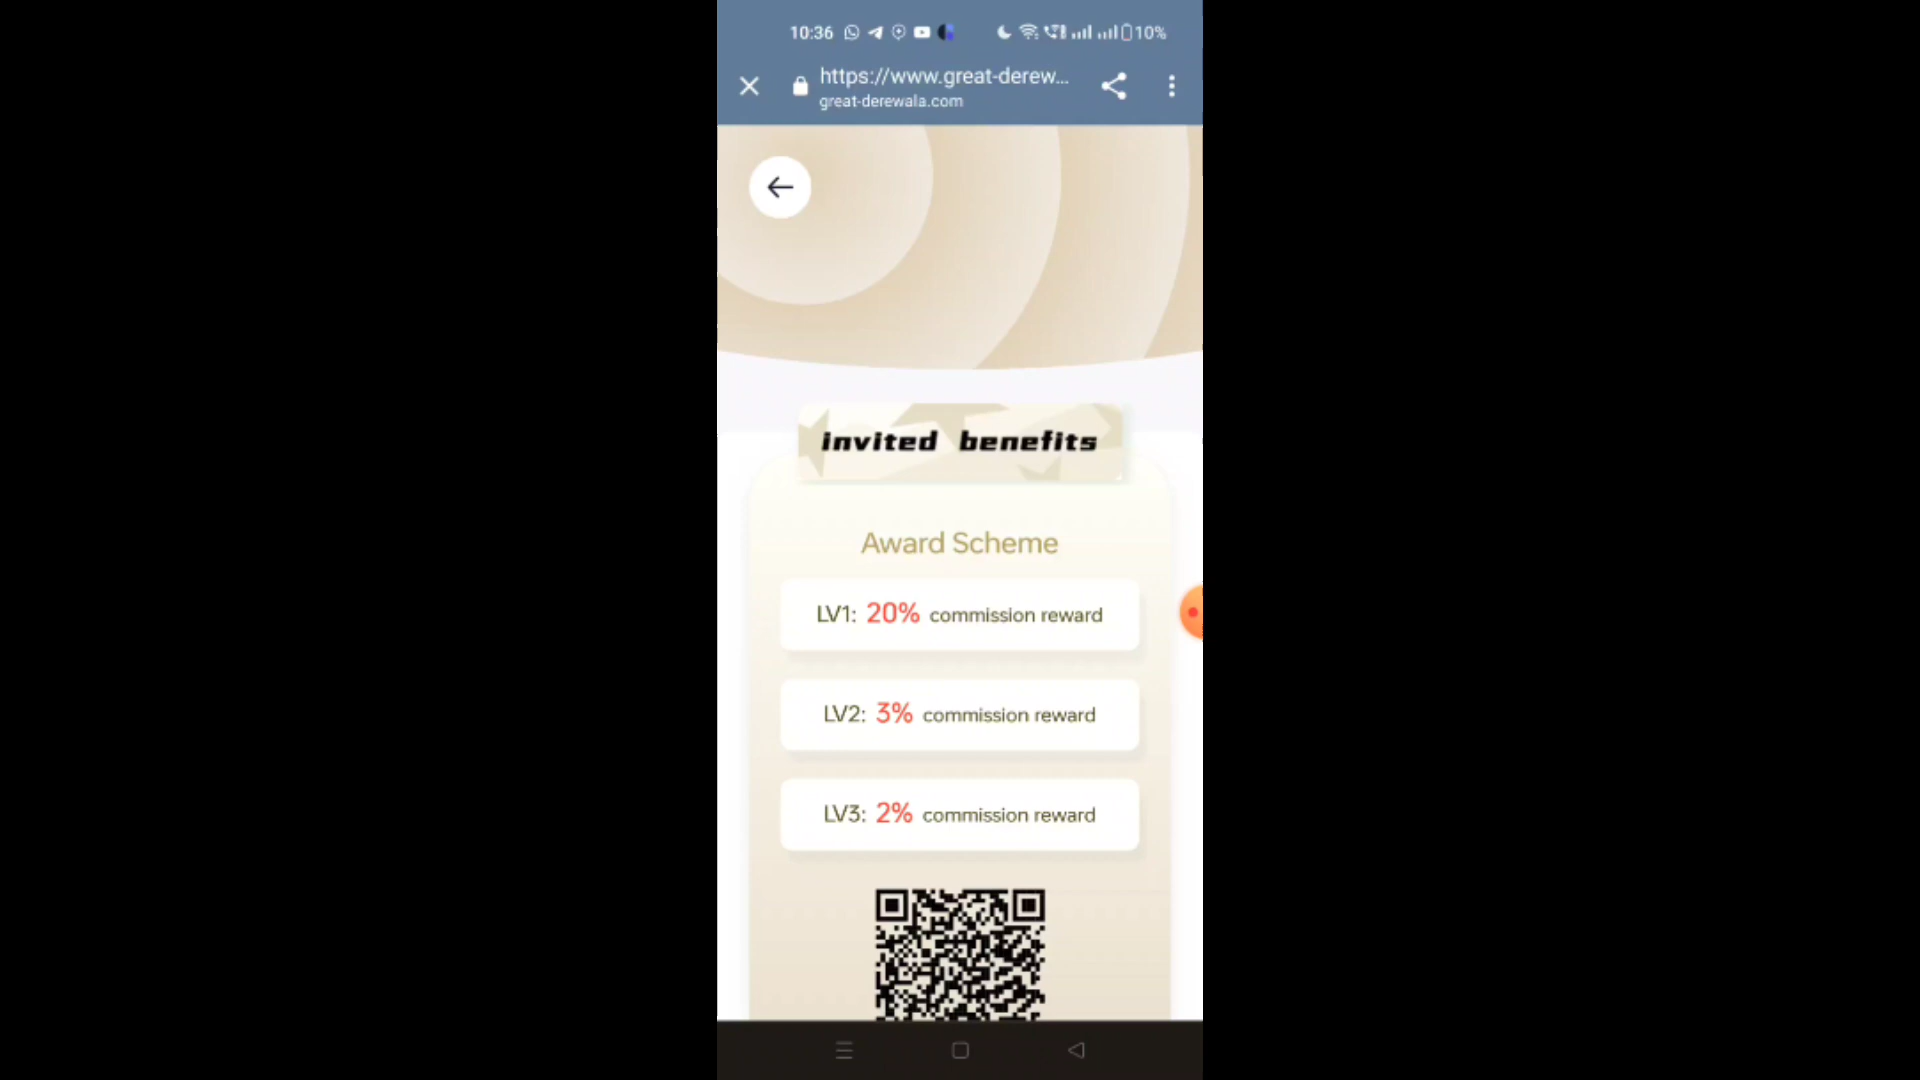 10:36 10%
https://www.great-derew...
great-derewala.com
invited benefits
Award Scheme
LV1: 20% commission reward
LV2: 3% commission reward
LV3: 2% commission reward